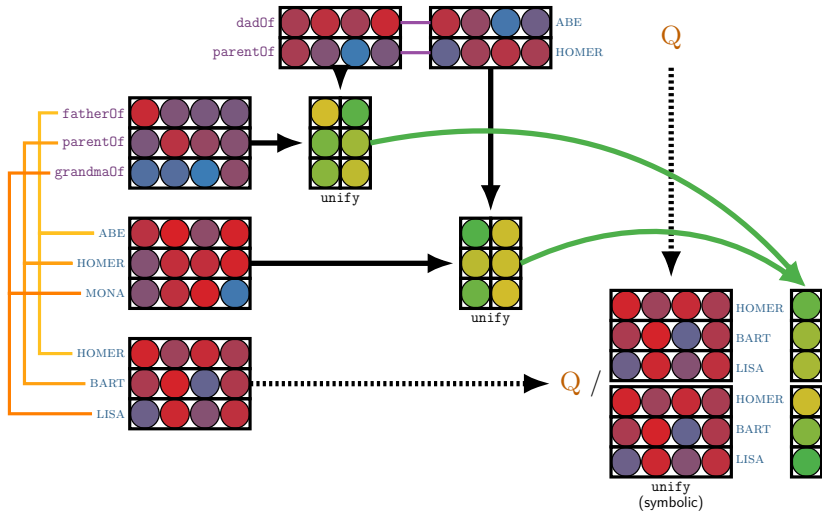 dadOf ABE
parentOf HOMER
Q
fatherOf
parentOf
grandmaOf
unify
ABE
HOMER
MONA
unify
HOMER
BART
LISA
HOMER
BART
LISA
Q /
HOMER
BART
LISA
unify
(symbolic)